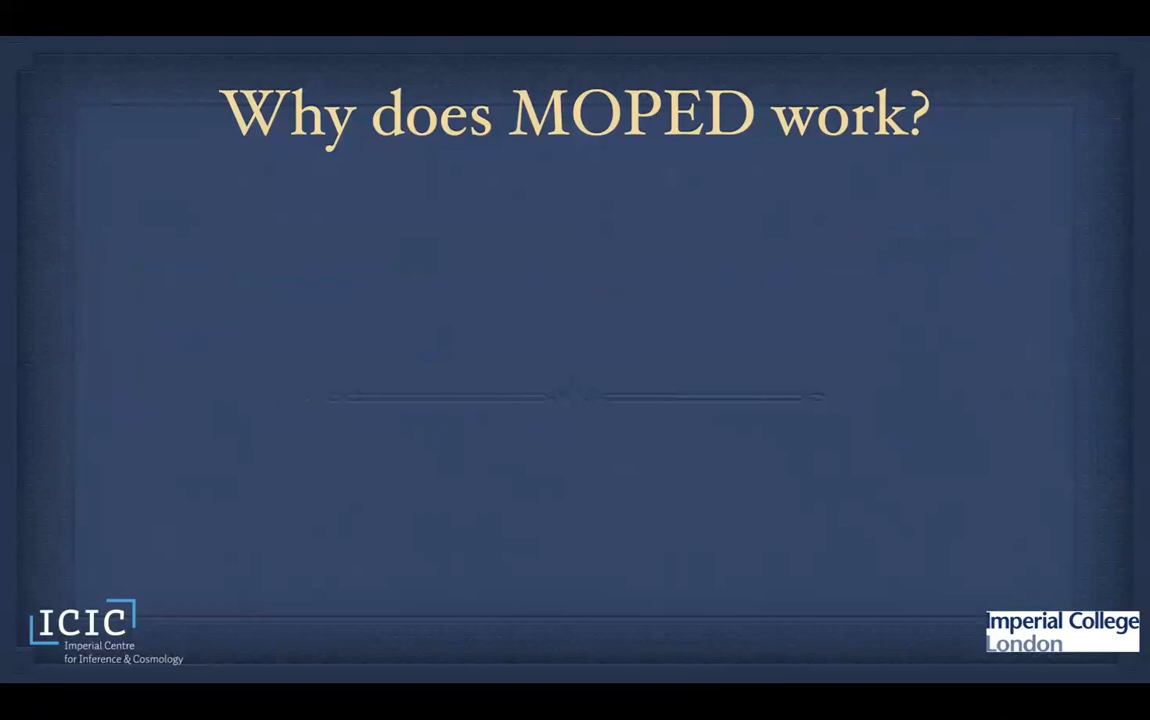 Why does MOPED work?
ICIC
Imperial Centre
for Inference & Cosmology
Imperial College
London